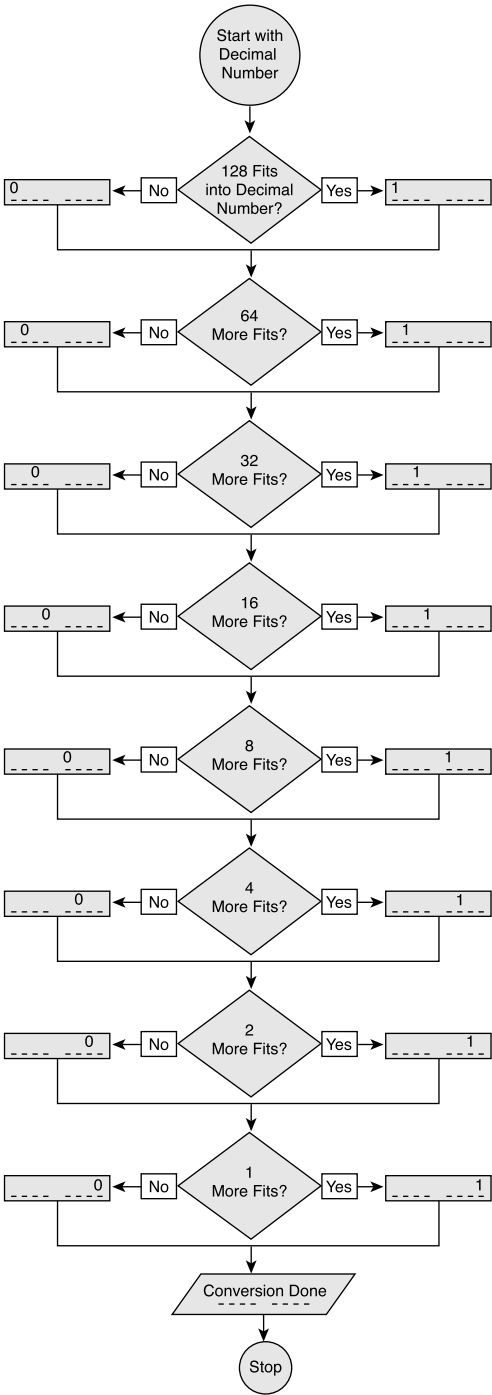 Start with
Decimal
Number
128 Fits
into Decimal
Number?
0 No Yes 1
64
More Fits?
0 No Yes 1
32
More Fits?
0 No Yes 1
16
More Fits?
0 No Yes 1
8
More Fits?
0 No Yes 1
4
More Fits?
0 No Yes 1
2
More Fits?
0 No Yes 1
1
More Fits?
0 No Yes 1
Conversion Done
Stop